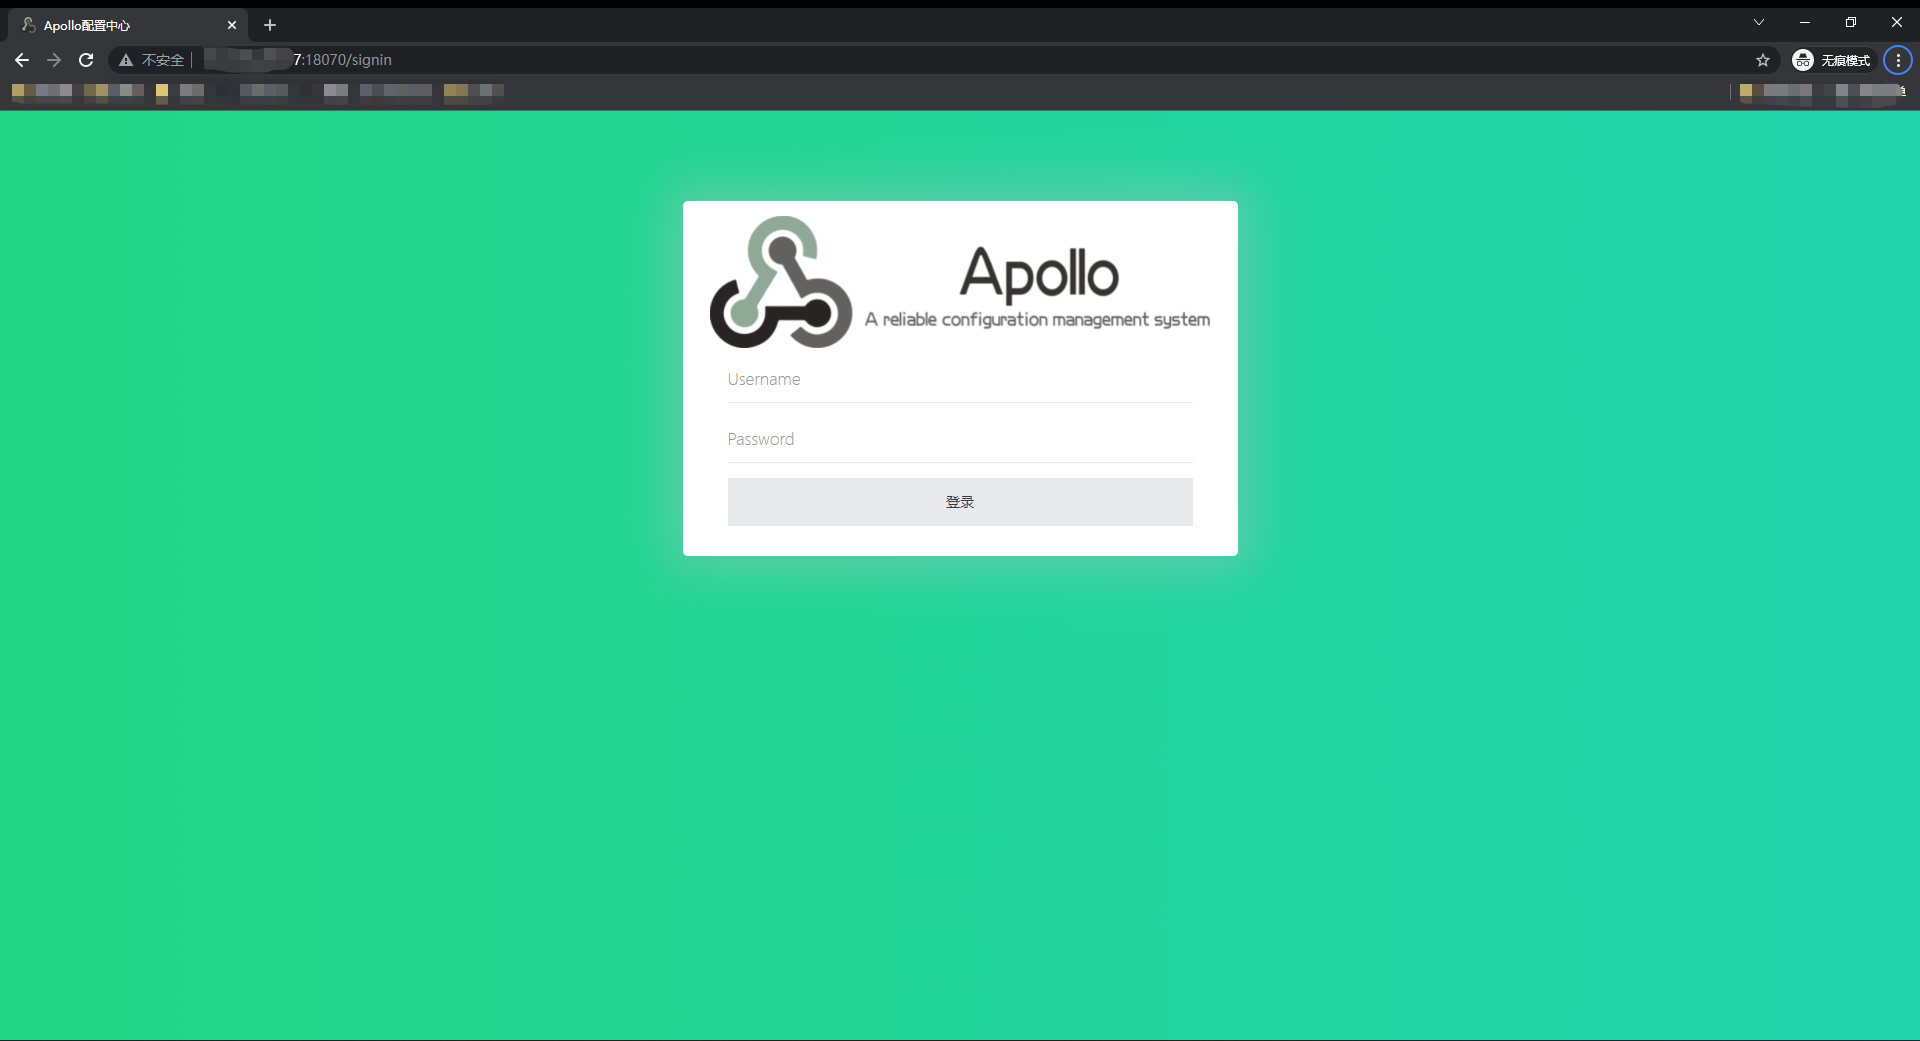 Apollo配置中心
不安全
7:18070/signin
无痕模式
Apollo
A reliable configuration management system
Username
Password
登录